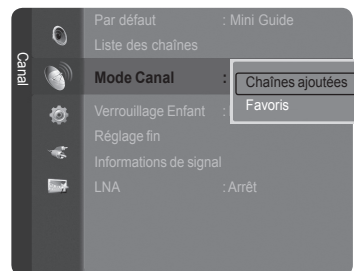 Canal
Par défaut : Mini Guide
Liste des chaînes
Mode Canal :
Chaînes ajoutées
Favoris
Verrouillage Enfant :
Réglage fin
Informations de signal
LNA : Arrêt